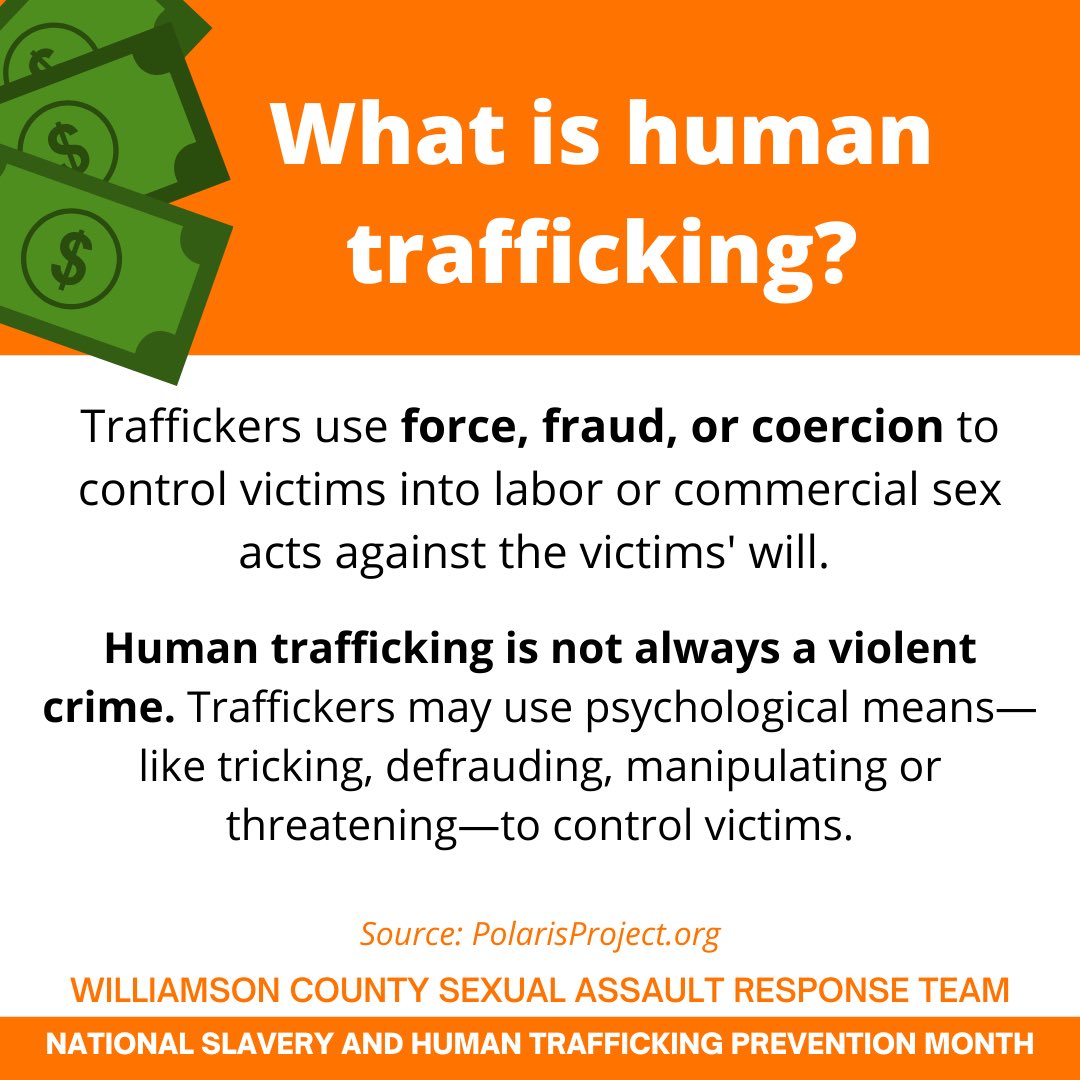 What is human
trafficking?
$
$
$
Traffickers use force, fraud, or coercion to
control victims into labor or commercial sex
acts against the victims' will.
Human trafficking is not always a violent
crime. Traffickers may use psychological means—
like tricking, defrauding, manipulating or
threatening—to control victims.
Source: PolarisProject.org
WILLIAMSON COUNTY SEXUAL ASSAULT RESPONSE TEAM
NATIONAL SLAVERY AND HUMAN TRAFFICKING PREVENTION MONTH